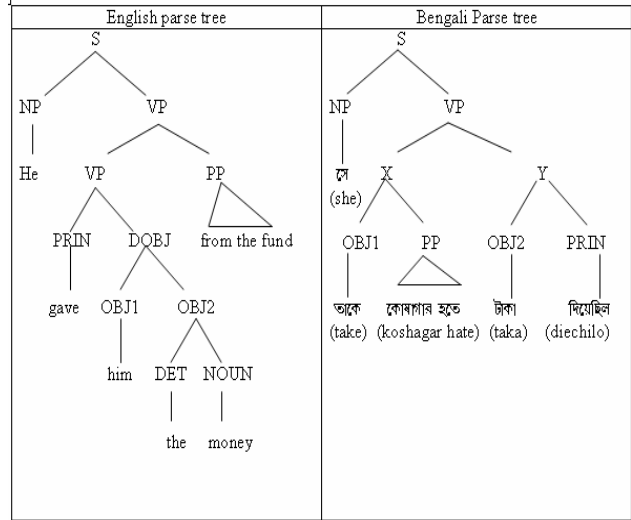 English parse tree
S
NP VP
He VP PP
PRIN DOBJ from the fund
gave OBJ1 OBJ2
him DET NOUN
the money
Bengali Parse tree
S
NP VP
সে X Y
(she)
OBJ1 PP OBJ2 PRIN
তাকে কোষাগার হতে টাকা দিয়েছিল
(take) (koshagar hate) (taka) (diechilo)